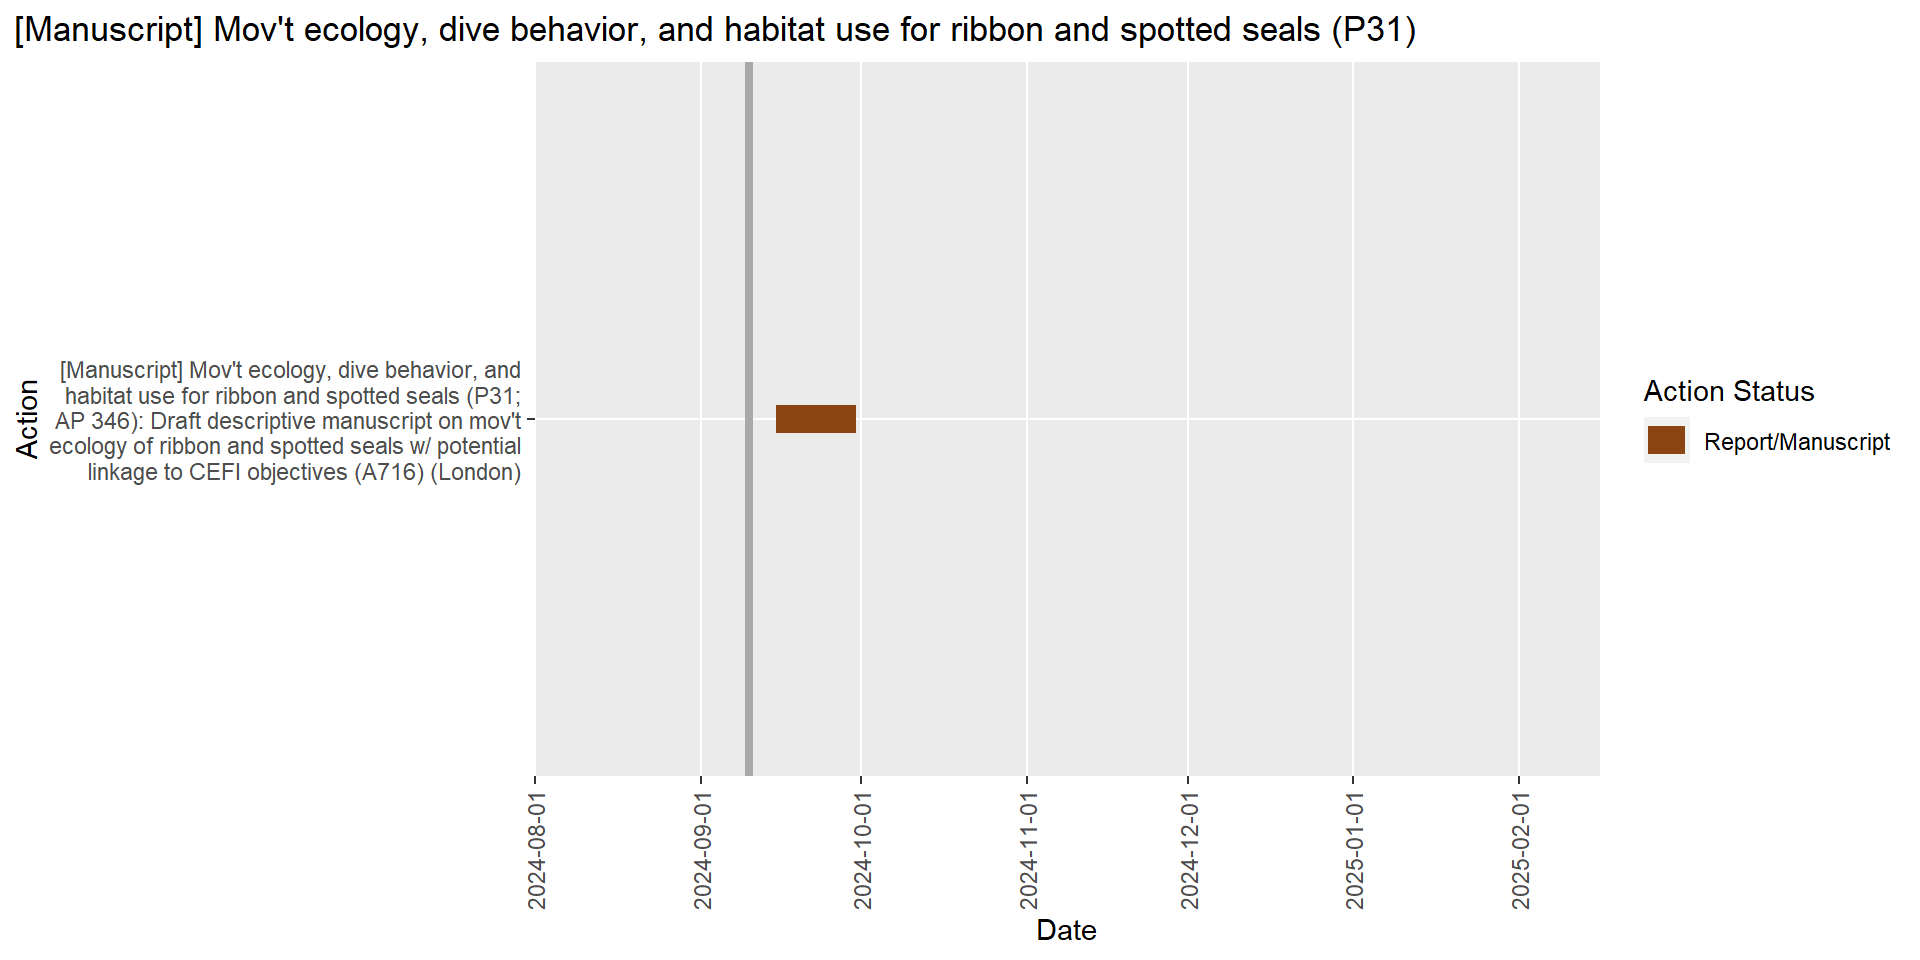 [Manuscript] Mov't ecology, dive behavior, and habitat use for ribbon and spotted seals (P31)
Action
[Manuscript] Mov't ecology, dive behavior, and
habitat use for ribbon and spotted seals (P31;
AP 346): Draft descriptive manuscript on mov't
ecology of ribbon and spotted seals w/ potential
linkage to CEFI objectives (A716) (London)
2024-08-01
2024-09-01
2024-10-01
2024-11-01
2024-12-01
2025-01-01
2025-02-01
Date
Action Status
Report/Manuscript